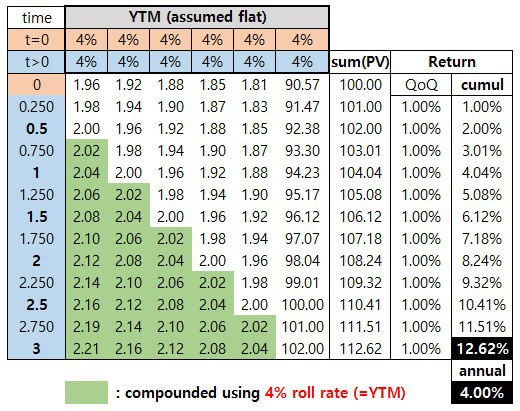 time YTM (assumed flat)
t=0 4% 4% 4% 4% 4% 4%
t>0 4% 4% 4% 4% 4% 4% sum(PV) Return
0 1.96 1.92 1.88 1.85 1.81 90.57 100.00 QoQ cumul
0.250 1.98 1.94 1.90 1.87 1.83 91.47 101.00 1.00% 1.00%
0.5 2.00 1.96 1.92 1.88 1.85 92.38 102.00 1.00% 2.00%
0.750 2.02 1.98 1.94 1.90 1.87 93.30 103.01 1.00% 3.01%
1 2.04 2.00 1.96 1.92 1.88 94.23 104.04 1.00% 4.04%
1.250 2.06 2.02 1.98 1.94 1.90 95.17 105.08 1.00% 5.08%
1.5 2.08 2.04 2.00 1.96 1.92 96.12 106.12 1.00% 6.12%
1.750 2.10 2.06 2.02 1.98 1.94 97.07 107.18 1.00% 7.18%
2 2.12 2.08 2.04 2.00 1.96 98.04 108.24 1.00% 8.24%
2.250 2.14 2.10 2.06 2.02 1.98 99.01 109.32 1.00% 9.32%
2.5 2.16 2.12 2.08 2.04 2.00 100.00 110.41 1.00% 10.41%
2.750 2.19 2.14 2.10 2.06 2.02 101.00 111.51 1.00% 11.51%
3 2.21 2.16 2.12 2.08 2.04 102.00 112.62 1.00% 12.62%
annual
: compounded using 4% roll rate (=YTM) 4.00%